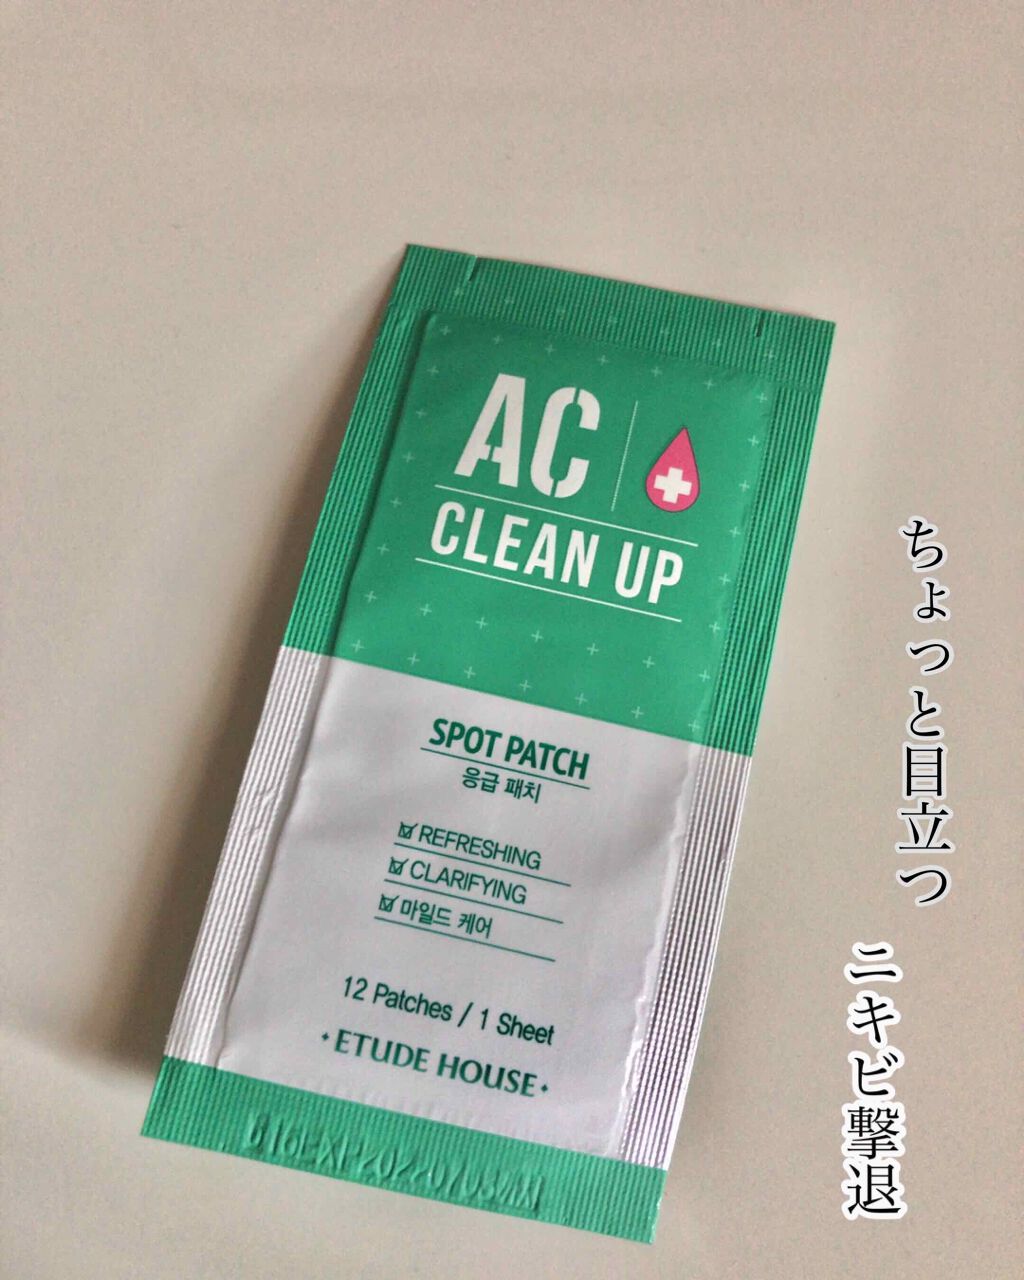 AC
CLEAN UP
SPOT PATCH
응급 패치
REFRESHING
CLARIFYING
마일드 케어
12 Patches / 1 Sheet
ETUDE HOUSE
ちょっと目立つ
ニキビ撃退